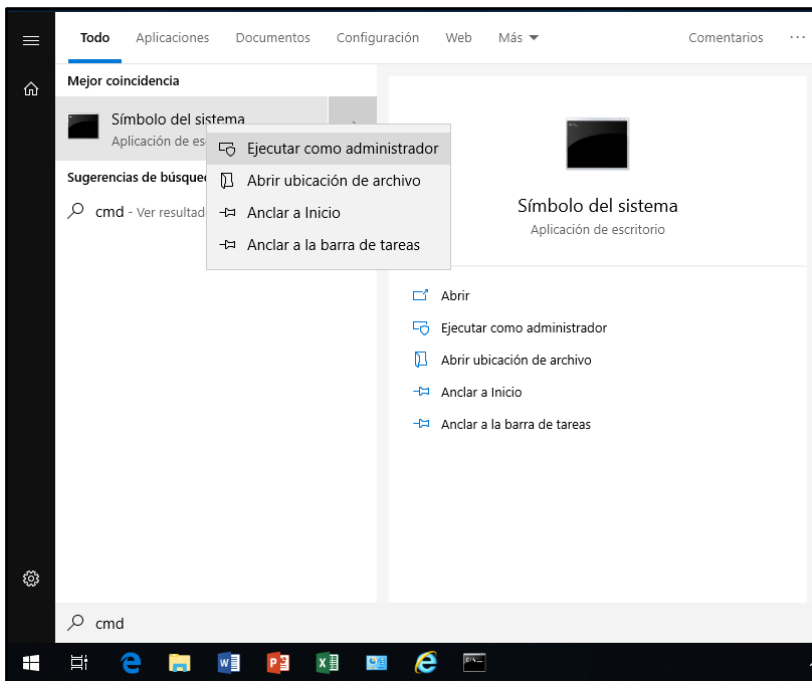 Todo Aplicaciones Documentos Configuración Web Más Comentarios ...
Mejor coincidencia
Símbolo del sistema
Aplicación de es
Ejecutar como administrador
Abrir ubicación de archivo
Anclar a Inicio
Anclar a la barra de tareas
Sugerencias de búsque
cmd - Ver resultad
Símbolo del sistema
Aplicación de escritorio
Abrir
Ejecutar como administrador
Abrir ubicación de archivo
Anclar a Inicio
Anclar a la barra de tareas
cmd